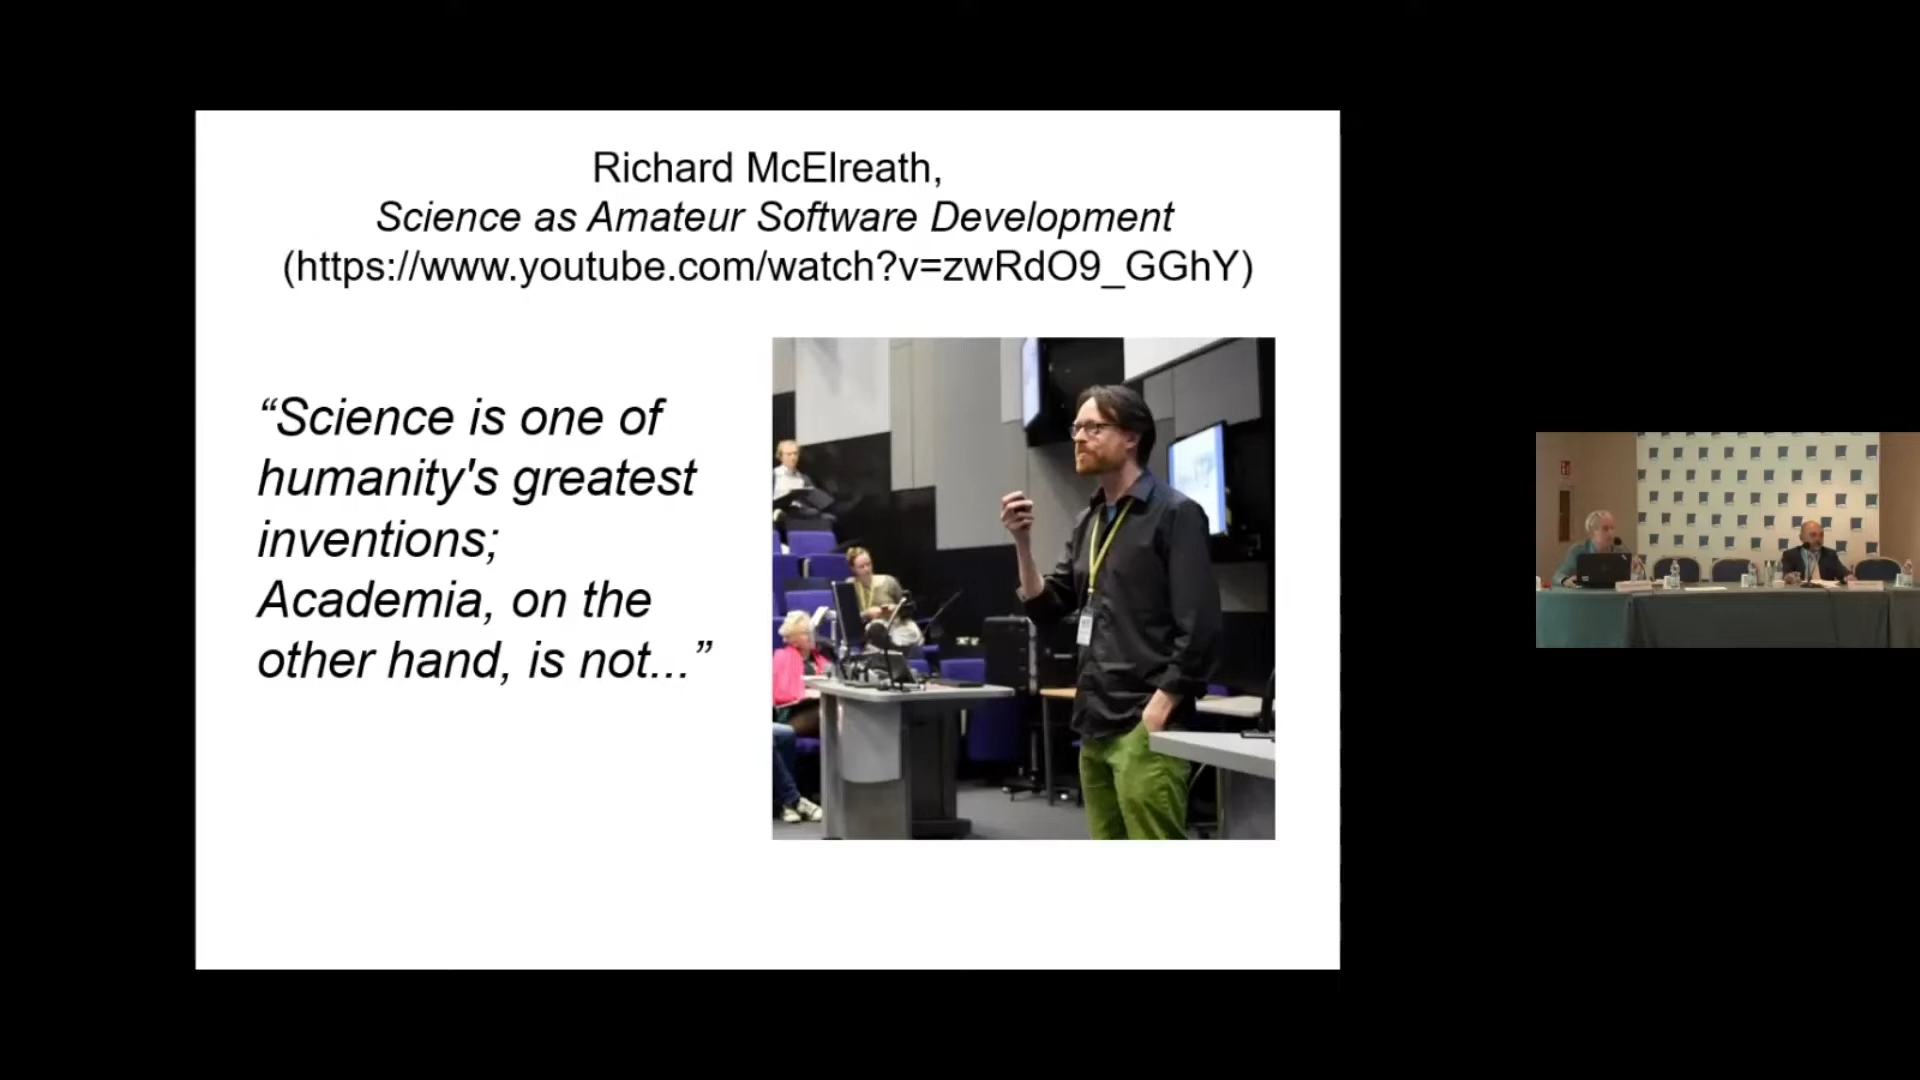 Richard McElreath,
Science as Amateur Software Development
(https://www.youtube.com/watch?v=zwRdO9_GGhY)
“Science is one of
humanity's greatest
inventions;
Academia, on the
other hand, is not...”